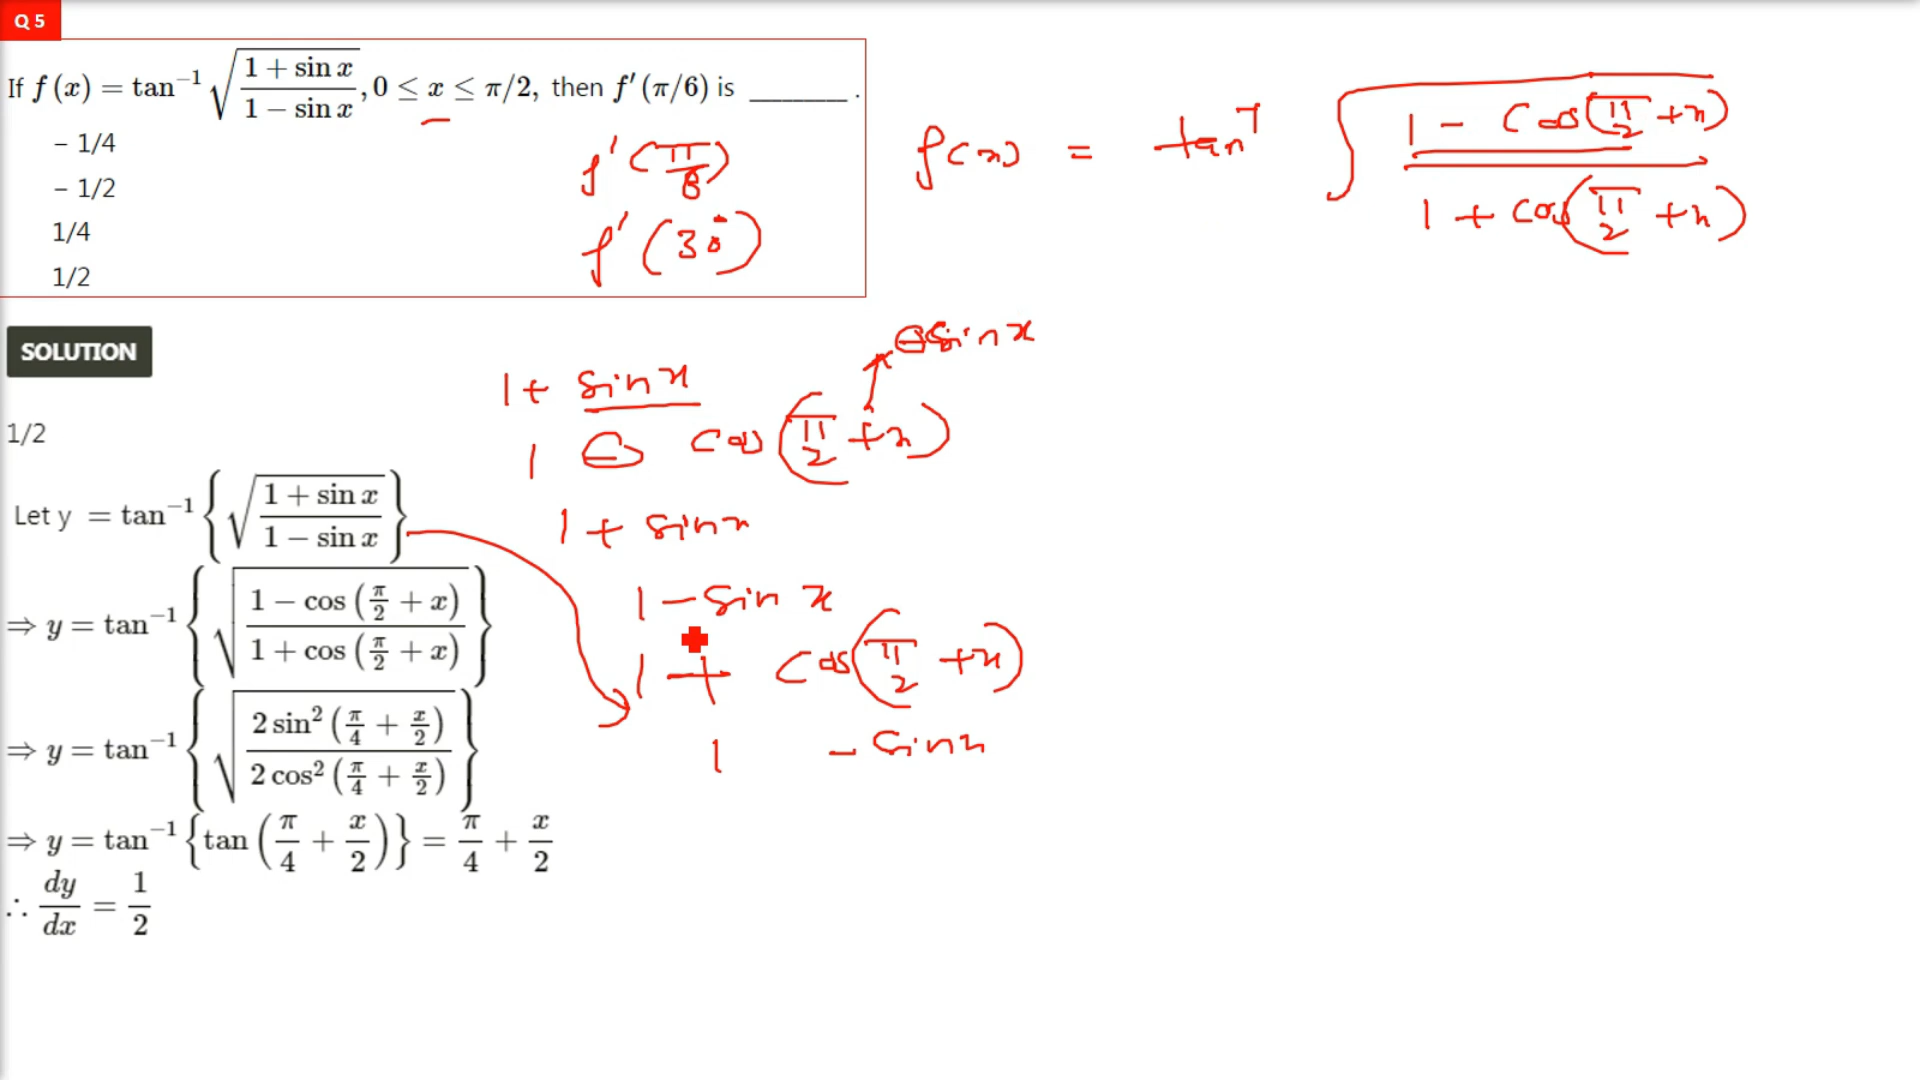 Q 5
If f (x) = tan⁻¹ √((1 + sin x)/(1 − sin x)), 0 ≤ x ≤ π/2, then f′ (π/6) is ________ .
– 1/4
– 1/2
1/4
1/2
f′(π/6)
f′(30°)
f(x) = tan⁻¹ √((1 − cos(π/2 + x))/(1 + cos(π/2 + x)))
SOLUTION
1/2
Let y = tan⁻¹ {√((1 + sin x)/(1 − sin x))}
⇒ y = tan⁻¹ {√((1 − cos (π/2 + x))/(1 + cos (π/2 + x)))}
⇒ y = tan⁻¹ {√((2 sin² (π/4 + x/2))/(2 cos² (π/4 + x/2)))}
⇒ y = tan⁻¹ {tan (π/4 + x/2)} = π/4 + x/2
∴ dy/dx = 1/2
⊖ sin x
1 + sin x
1 ⊖ cos(π/2 + x)
1 + sin x
1 − sin x
1 + cos(π/2 + x)
1 − sin x